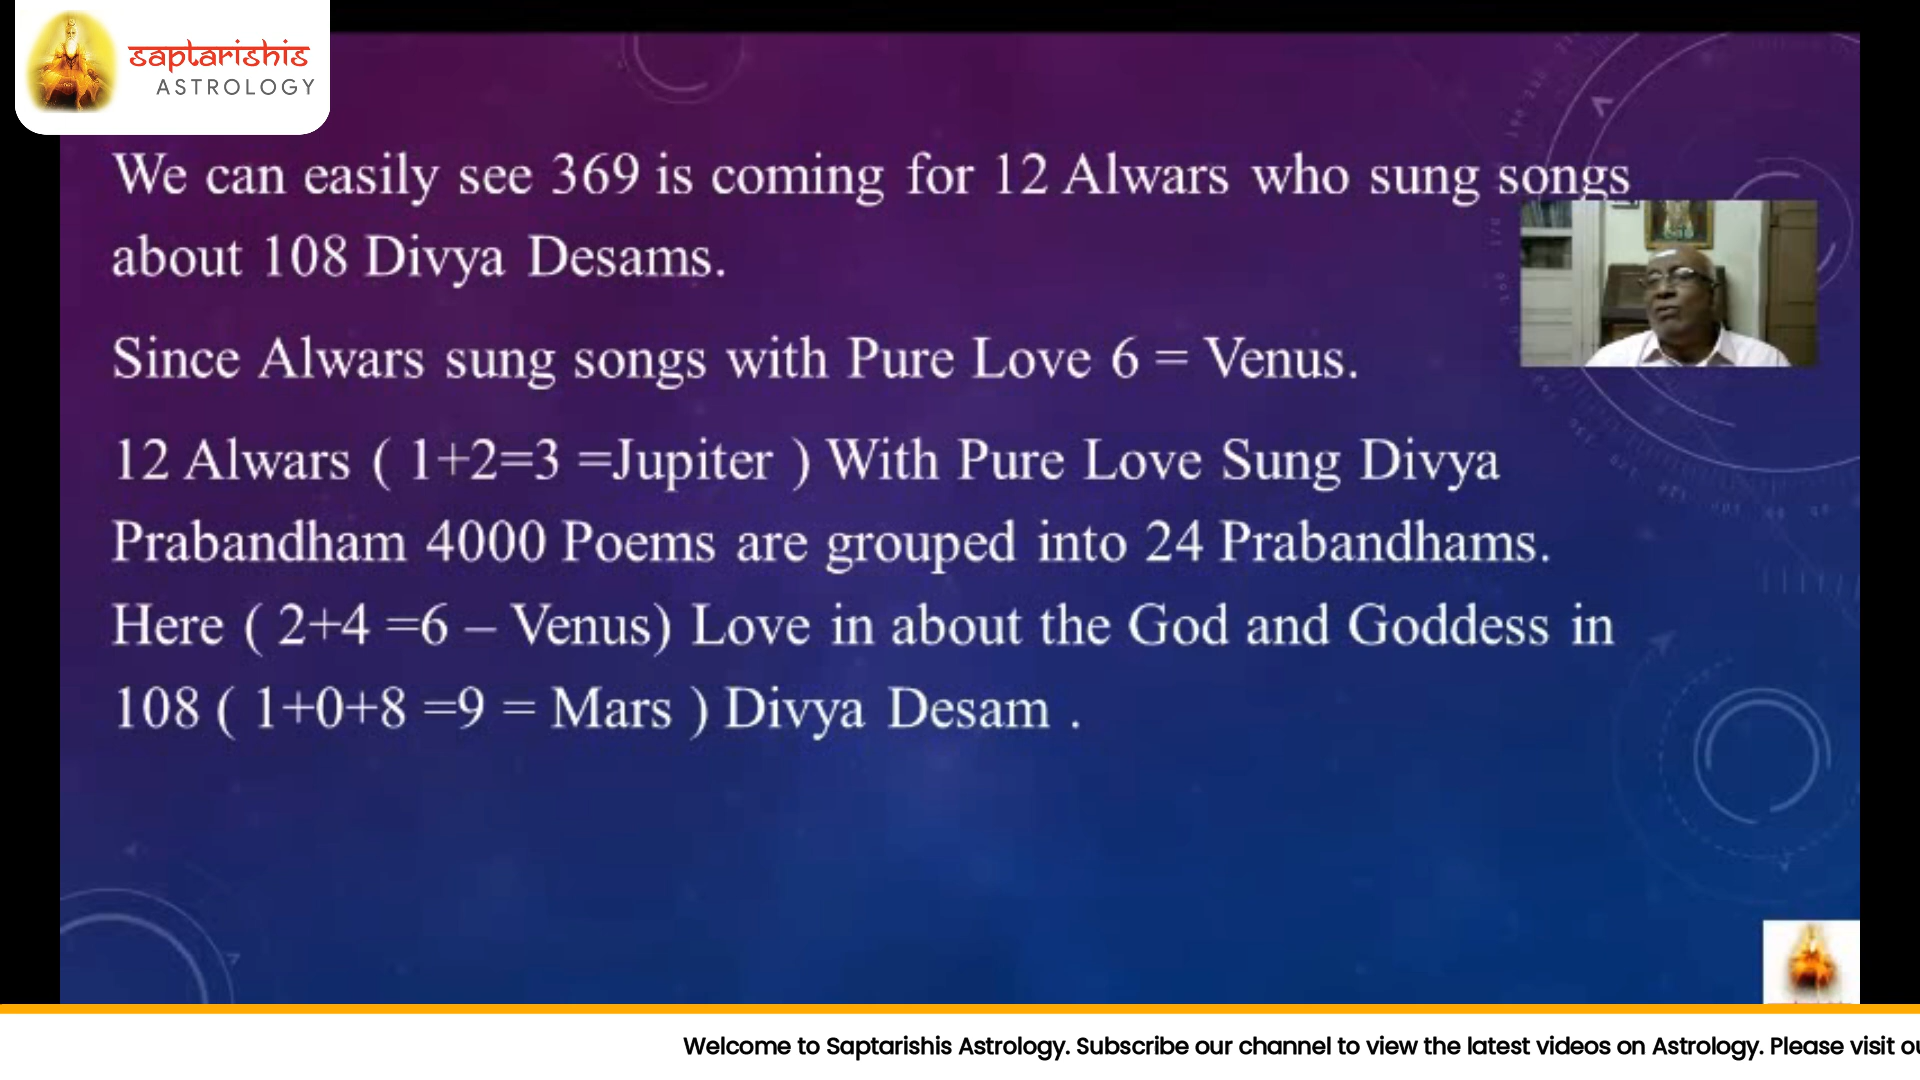 saptarishis
ASTROLOGY
We can easily see 369 is coming for 12 Alwars who sung songs
about 108 Divya Desams.
Since Alwars sung songs with Pure Love 6 = Venus.
12 Alwars ( 1+2=3 =Jupiter ) With Pure Love Sung Divya
Prabandham 4000 Poems are grouped into 24 Prabandhams.
Here ( 2+4 =6 – Venus) Love in about the God and Goddess in
108 ( 1+0+8 =9 = Mars ) Divya Desam .
Welcome to Saptarishis Astrology. Subscribe our channel to view the latest videos on Astrology. Please visit